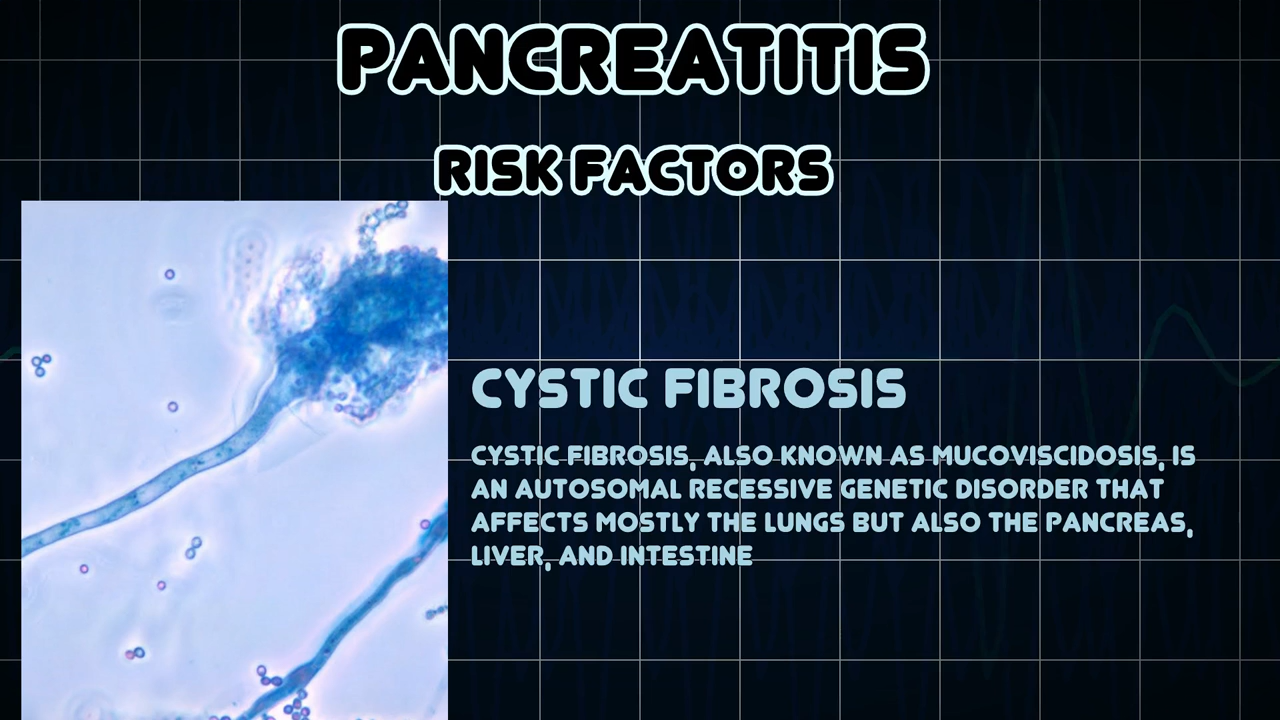 PANCREATITIS
RISK FACTORS
CYSTIC FIBROSIS
CYSTIC FIBROSIS, ALSO KNOWN AS MUCOVISCIDOSIS, IS
AN AUTOSOMAL RECESSIVE GENETIC DISORDER THAT
AFFECTS MOSTLY THE LUNGS BUT ALSO THE PANCREAS,
LIVER, AND INTESTINE